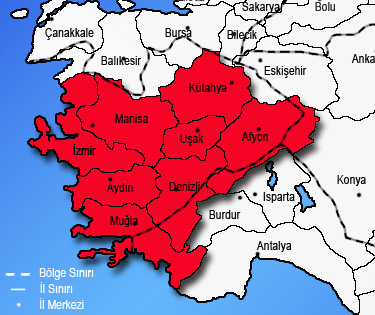 Sakarya
Bolu
Çanakkale
Bursa
Bilecik
Balıkesir
Eskişehir
Anka
Kütahya
Manisa
Uşak
Afyon
İzmir
Aydın
Denizli
Konya
Isparta
Muğla
Burdur
Antalya
Bölge Sınırı
İl Sınırı
İl Merkezi